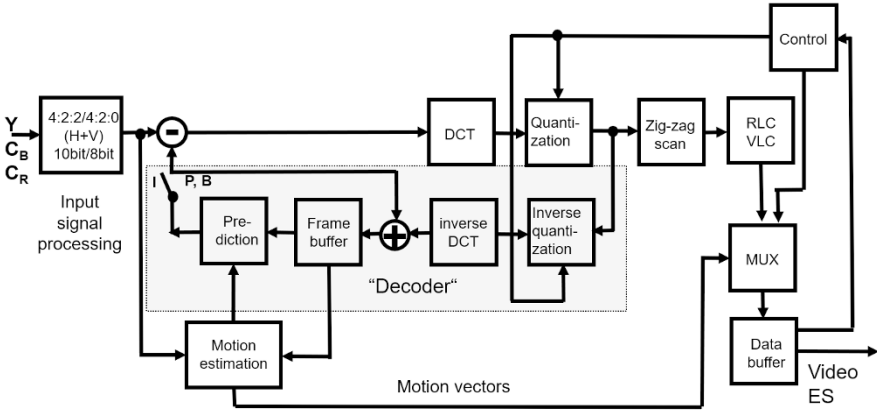 Control
Y
C_B
C_R
4:2:2/4:2:0
(H+V)
10bit/8bit
-
DCT
Quanti-
zation
Zig-zag
scan
RLC
VLC
Input
signal
processing
I
P, B
Pre-
diction
Frame
buffer
+
inverse
DCT
Inverse
quanti-
zation
MUX
"Decoder"
Motion
estimation
Data
buffer
Motion vectors
Video
ES